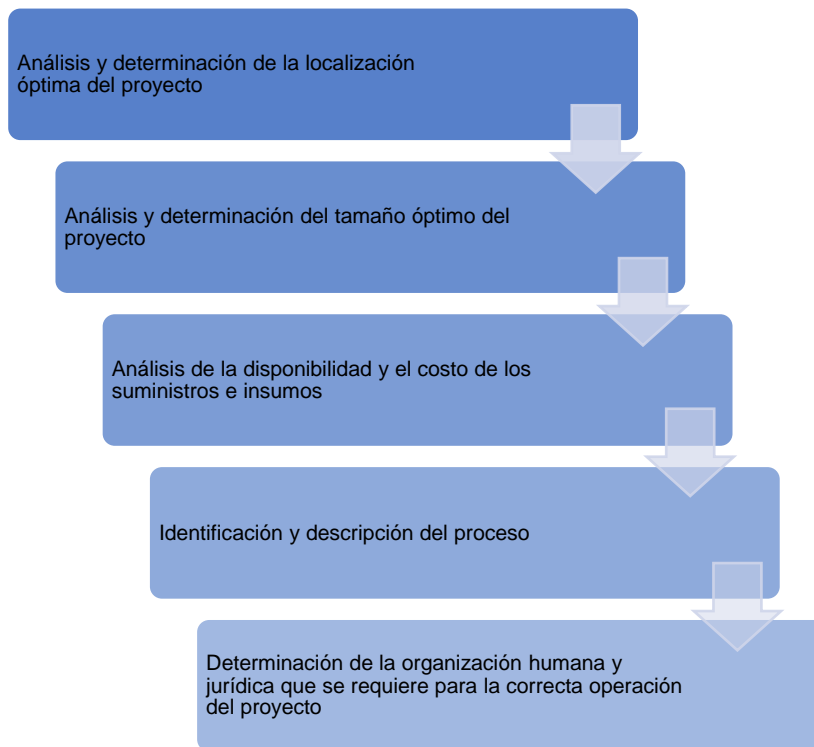 Análisis y determinación de la localización
óptima del proyecto
Análisis y determinación del tamaño óptimo del
proyecto
Análisis de la disponibilidad y el costo de los
suministros e insumos
Identificación y descripción del proceso
Determinación de la organización humana y
jurídica que se requiere para la correcta operación
del proyecto